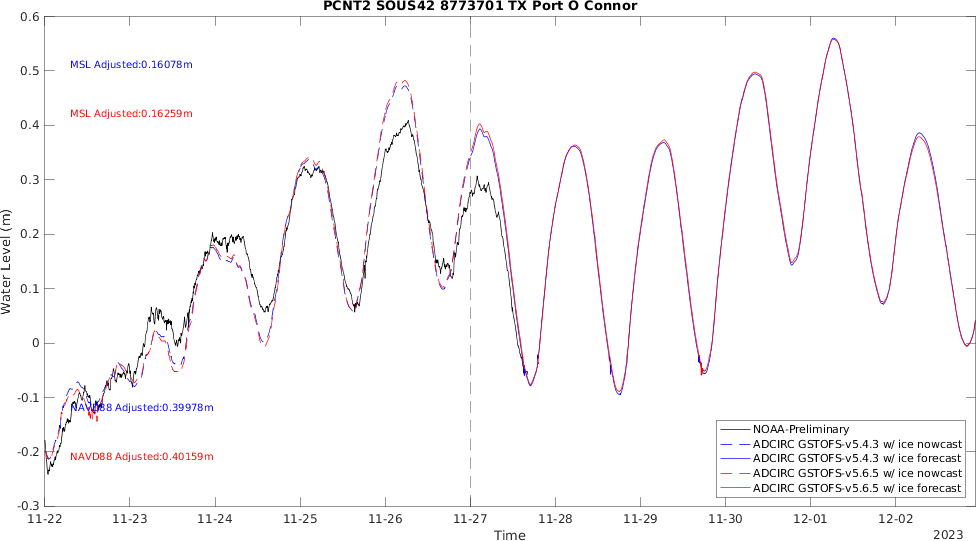 PCNT2 SOUS42 8773701 TX Port O Connor
0.6
0.5
0.4
0.3
0.2
0.1
0
-0.1
-0.2
-0.3
Water Level (m)
MSL Adjusted:0.16078m
MSL Adjusted:0.16259m
NAVD88 Adjusted:0.39978m
NAVD88 Adjusted:0.40159m
NOAA-Preliminary
ADCIRC GSTOFS-v5.4.3 w/ ice nowcast
ADCIRC GSTOFS-v5.4.3 w/ ice forecast
ADCIRC GSTOFS-v5.6.5 w/ ice nowcast
ADCIRC GSTOFS-v5.6.5 w/ ice forecast
11-22 11-23 11-24 11-25 11-26 11-27 11-28 11-29 11-30 12-01 12-02
Time
2023